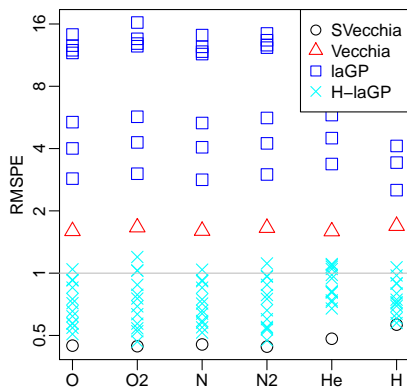 16
8
4
2
1
0.5
RMSPE
SVecchia
Vecchia
laGP
H−laGP
O
O2
N
N2
He
H